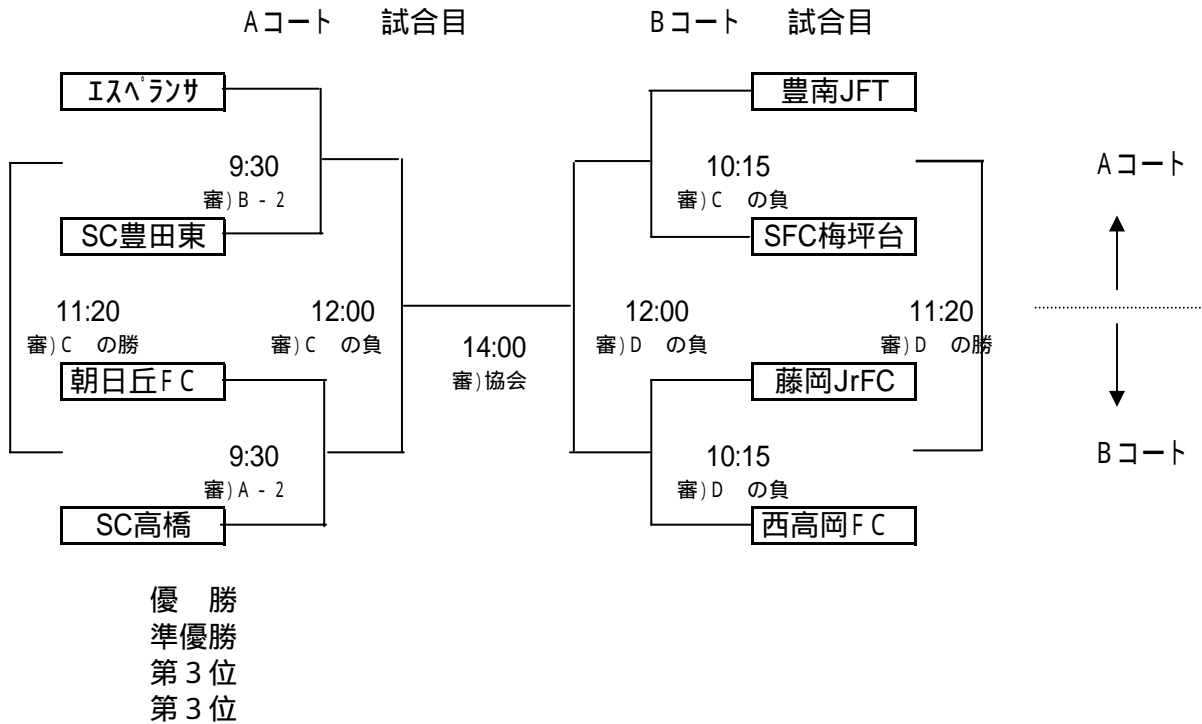 Aコート 試合目 Bコート 試合目
ｴｽﾍﾟﾗﾝｻ 豊南JFT
9:30 10:15 Aコート
審)B-2 審)C の負
SC豊田東 SFC梅坪台
11:20 12:00 12:00 11:20
審)C の勝 審)C の負 14:00 審)D の負 審)D の勝
朝日丘FC 審)協会 藤岡JrFC
9:30 10:15 Bコート
審)A-2 審)D の負
SC高橋 西高岡FC
優 勝
準優勝
第3位
第3位